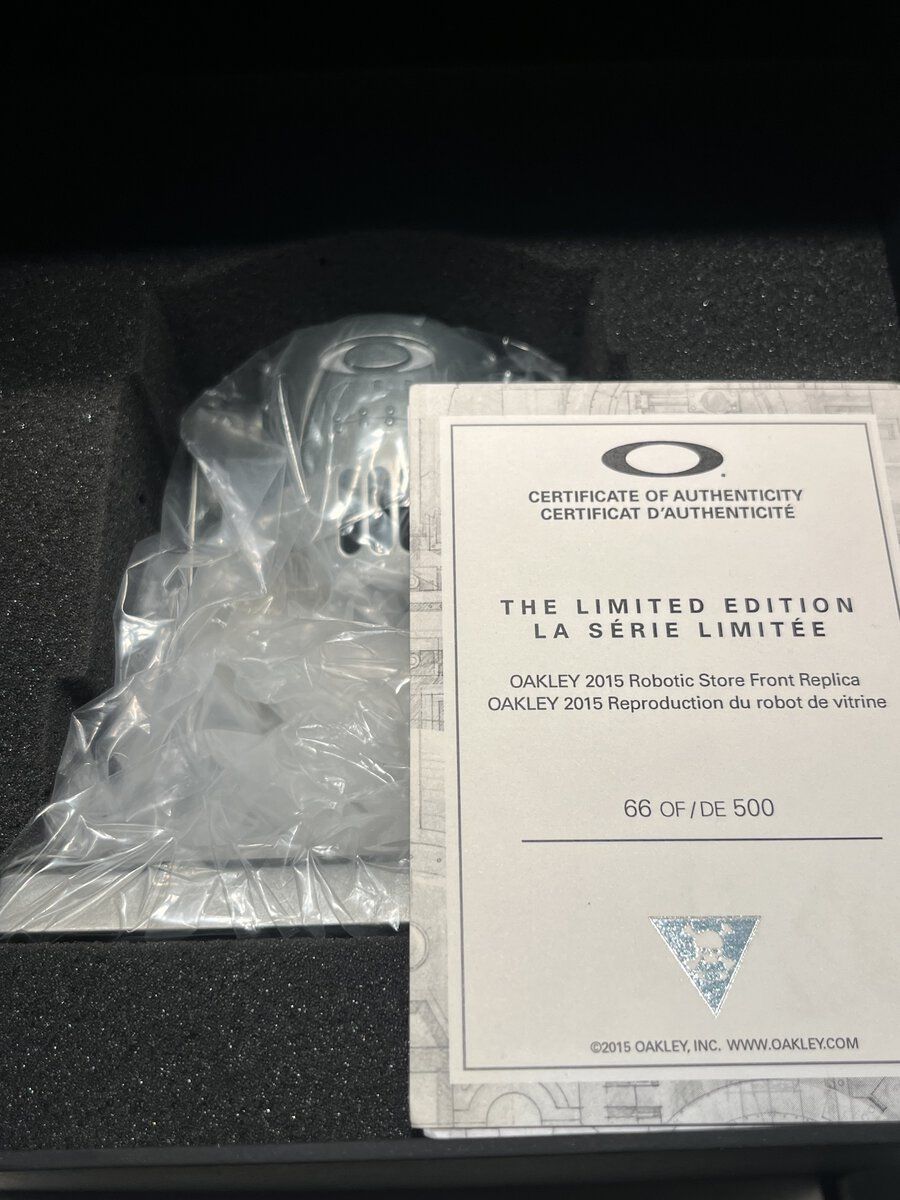 CERTIFICATE OF AUTHENTICITY
CERTIFICAT D'AUTHENTICITÉ
THE LIMITED EDITION
LA SÉRIE LIMITÉE
OAKLEY 2015 Robotic Store Front Replica
OAKLEY 2015 Reproduction du robot de vitrine
66 OF/DE 500
©2015 OAKLEY, INC. WWW.OAKLEY.COM